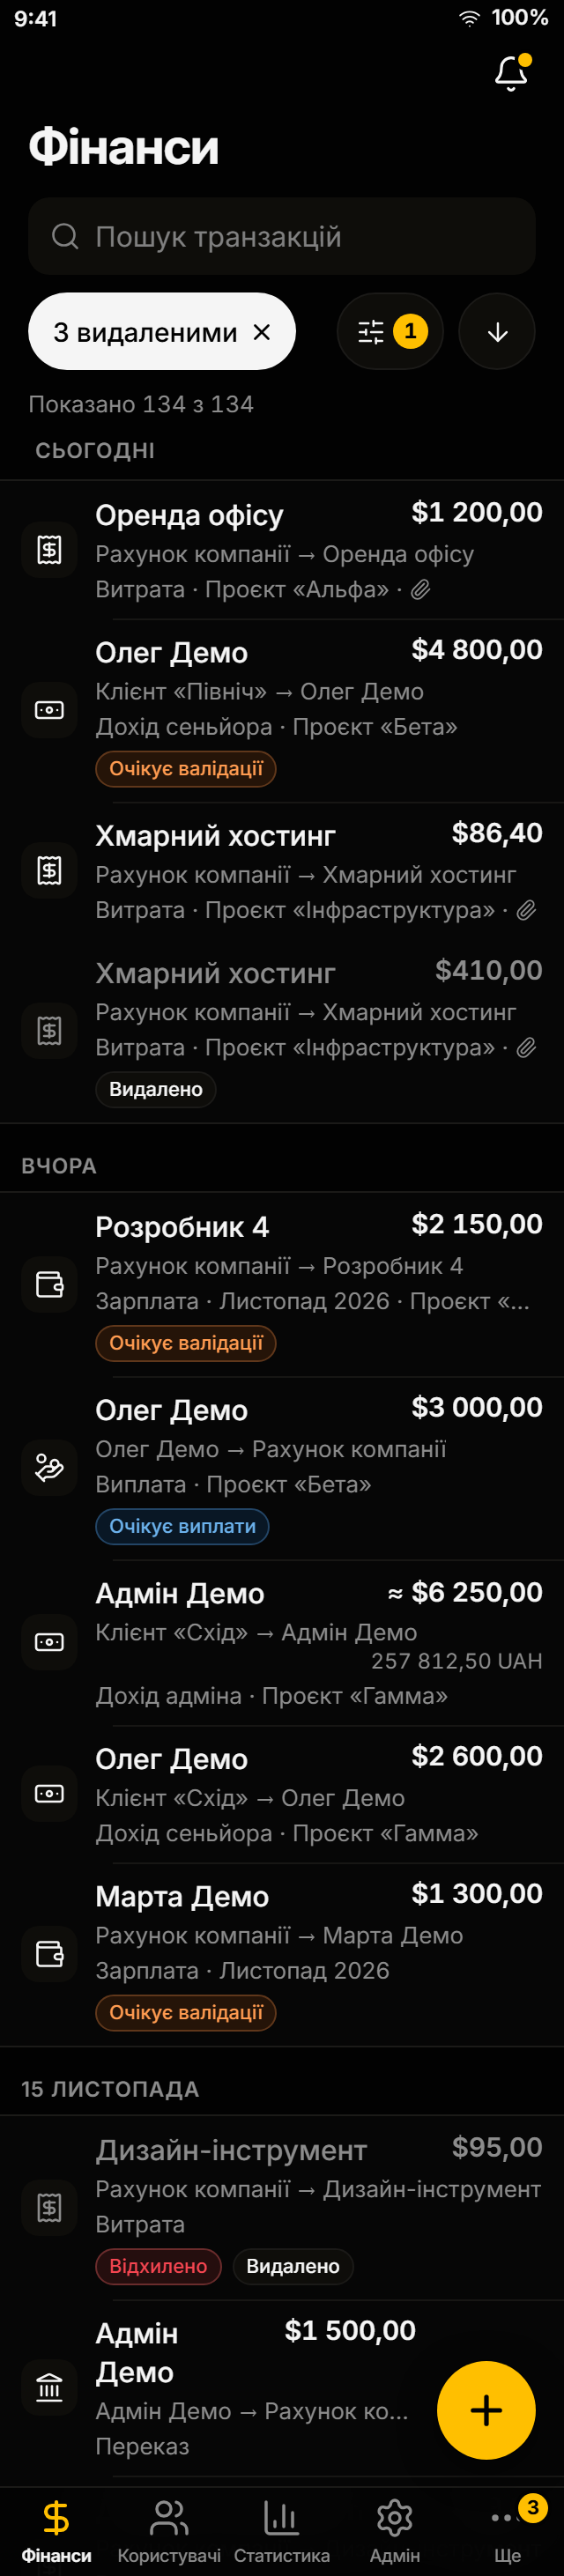 9:41
100%
Фінанси
Пошук транзакцій
З видаленими
1
Показано 134 з 134
СЬОГОДНІ
Оренда офісу
$1 200,00
Рахунок компанії → Оренда офісу
Витрата · Проєкт «Альфа» ·
Олег Демо
$4 800,00
Клієнт «Північ» → Олег Демо
Дохід сеньйора · Проєкт «Бета»
Очікує валідації
Хмарний хостинг
$86,40
Рахунок компанії → Хмарний хостинг
Витрата · Проєкт «Інфраструктура» ·
Хмарний хостинг
$410,00
Рахунок компанії → Хмарний хостинг
Витрата · Проєкт «Інфраструктура» ·
Видалено
ВЧОРА
Розробник 4
$2 150,00
Рахунок компанії → Розробник 4
Зарплата · Листопад 2026 · Проєкт «…
Очікує валідації
Олег Демо
$3 000,00
Олег Демо → Рахунок компанії
Виплата · Проєкт «Бета»
Очікує виплати
Адмін Демо
≈ $6 250,00
Клієнт «Схід» → Адмін Демо
257 812,50 UAH
Дохід адміна · Проєкт «Гамма»
Олег Демо
$2 600,00
Клієнт «Схід» → Олег Демо
Дохід сеньйора · Проєкт «Гамма»
Марта Демо
$1 300,00
Рахунок компанії → Марта Демо
Зарплата · Листопад 2026
Очікує валідації
15 ЛИСТОПАДА
Дизайн-інструмент
$95,00
Рахунок компанії → Дизайн-інструмент
Витрата
Відхилено
Видалено
Адмін
Демо
$1 500,00
Адмін Демо → Рахунок ко…
Переказ
3
Фінанси
Користувачі
Статистика
Адмін
Ще